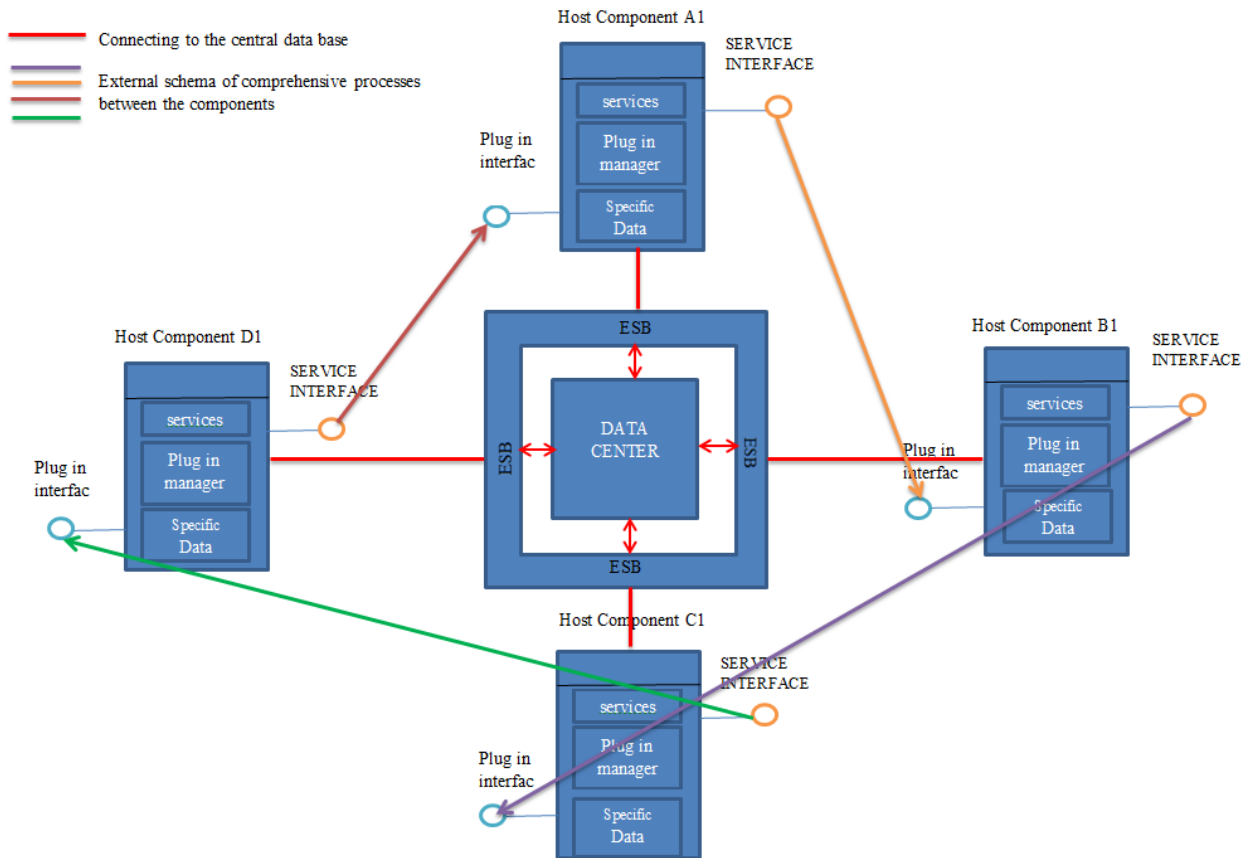 Host Component A1
Connecting to the central data base
External schema of comprehensive processes
between the components
SERVICE
INTERFACE
services
Plug in
manager
Specific
Data
Plug in
interfac
Host Component D1
SERVICE
INTERFACE
services
Plug in
manager
Specific
Data
Plug in
interfac
ESB
ESB
DATA
CENTER
ESB
ESB
Host Component B1
SERVICE
INTERFACE
services
Plug in
manager
Specific
Data
Plug in
interfac
Host Component C1
SERVICE
INTERFACE
services
Plug in
manager
Specific
Data
Plug in
interfac